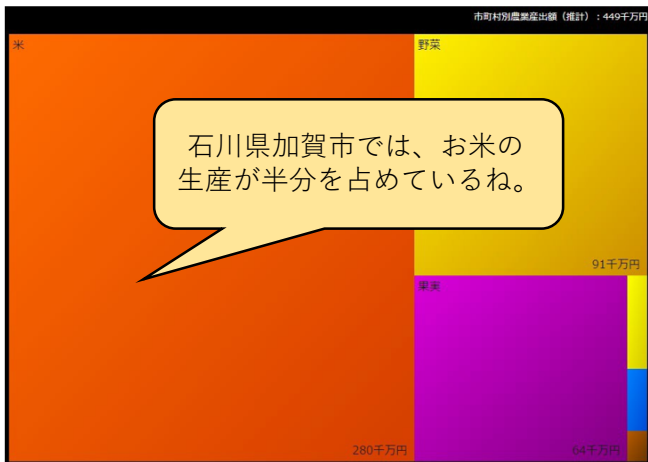 市町村別農業産出額（推計）：449千万円
米
野菜
石川県加賀市では、お米の
生産が半分を占めているね。
91千万円
果実
280千万円
64千万円